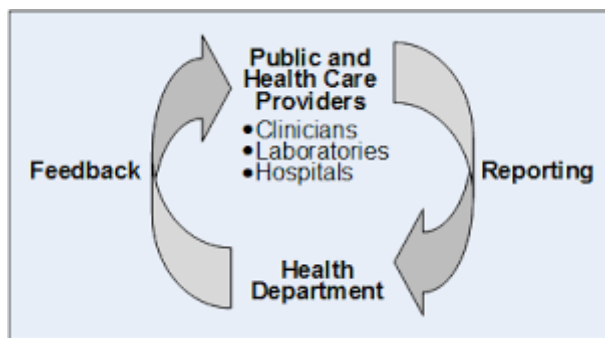 Public and
Health Care
Providers
•Clinicians
•Laboratories
•Hospitals
Feedback
Reporting
Health
Department